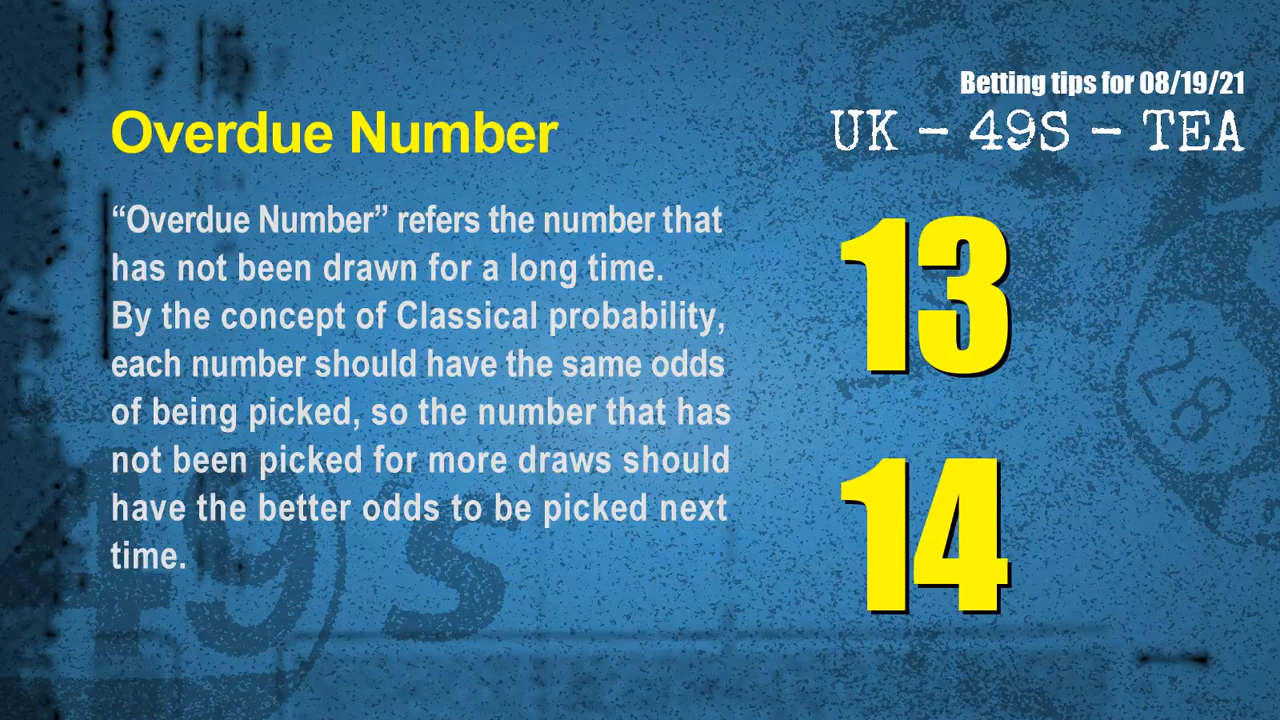 Betting tips for 08/19/21
UK - 49S - TEA
Overdue Number
“Overdue Number” refers the number that
has not been drawn for a long time.
By the concept of Classical probability,
each number should have the same odds
of being picked, so the number that has
not been picked for more draws should
have the better odds to be picked next
time.
13
14
28
49's